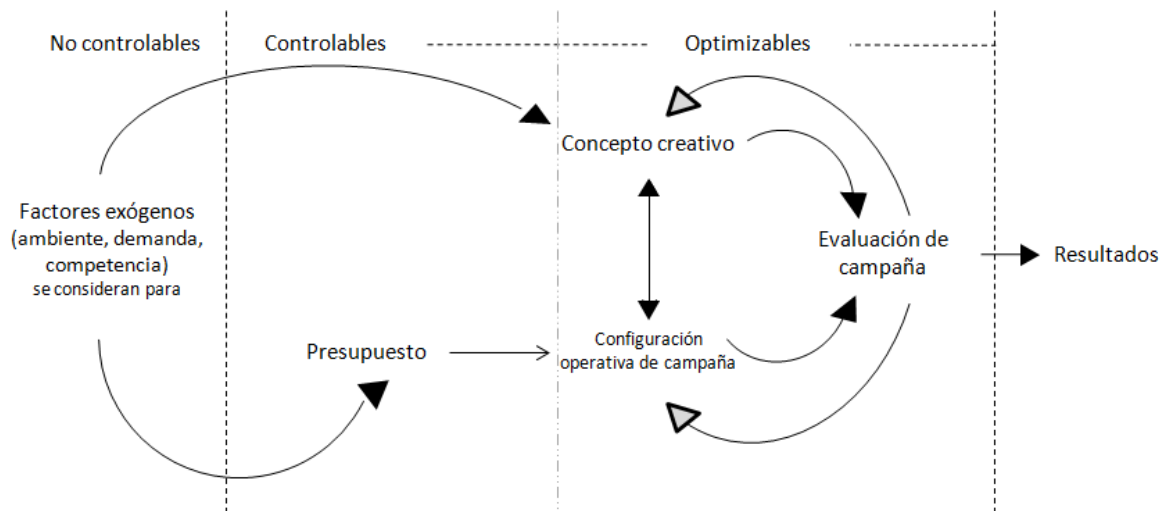 No controlables
Controlables
Optimizables
Concepto creativo
Factores exógenos
(ambiente, demanda,
competencia)
se consideran para
Evaluación de
campaña
Resultados
Presupuesto
Configuración
operativa de campaña